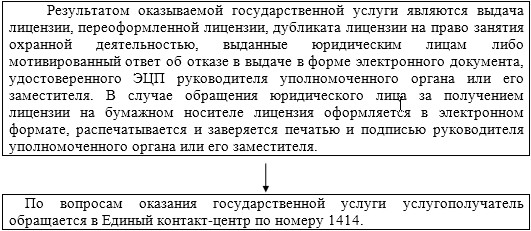 Результатом оказываемой государственной услуги являются выдача
лицензии, переоформленной лицензии, дубликата лицензии на право занятия
охранной деятельностью, выданные юридическим лицам либо
мотивированный ответ об отказе в выдаче в форме электронного документа,
удостоверенного ЭЦП руководителя уполномоченного органа или его
заместителя. В случае обращения юридического лица за получением
лицензии на бумажном носителе лицензия оформляется в электронном
формате, распечатывается и заверяется печатью и подписью руководителя
уполномоченного органа или его заместителя.
По вопросам оказания государственной услуги услугополучатель
обращается в Единый контакт-центр по номеру 1414.